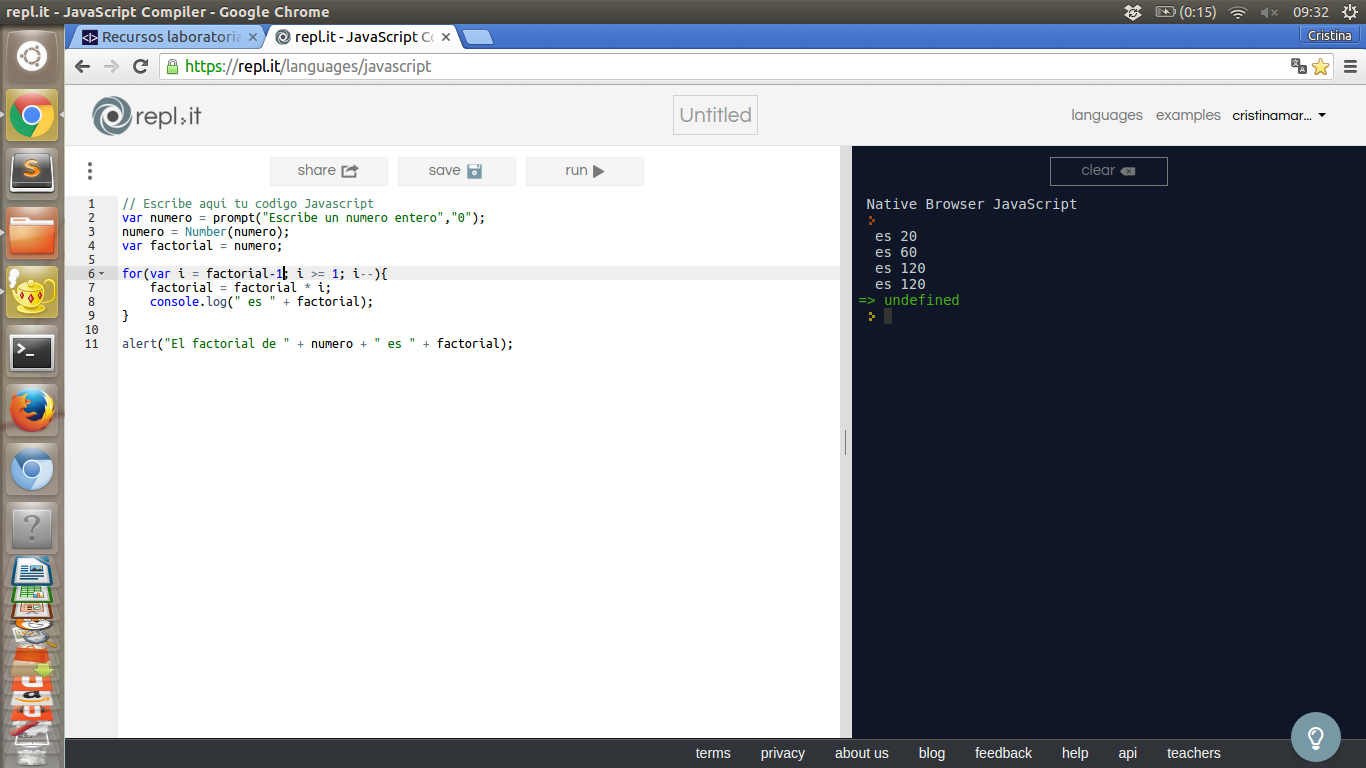 repl.it - JavaScript Compiler - Google Chrome
(0:15) 09:32
Recursos laboratoria
repl.it - JavaScript Co
Cristina
https://repl.it/languages/javascript
repl.it
Untitled
languages examples cristinamar...
share save run
clear
1 // Escribe aqui tu codigo Javascript
2 var numero = prompt("Escribe un numero entero","0");
3 numero = Number(numero);
4 var factorial = numero;
5
6 for(var i = factorial-1; i >= 1; i--){
7 factorial = factorial * i;
8 console.log(" es " + factorial);
9 }
10
11 alert("El factorial de " + numero + " es " + factorial);
Native Browser JavaScript
es 20
es 60
es 120
es 120
=> undefined
terms privacy about us blog feedback help api teachers